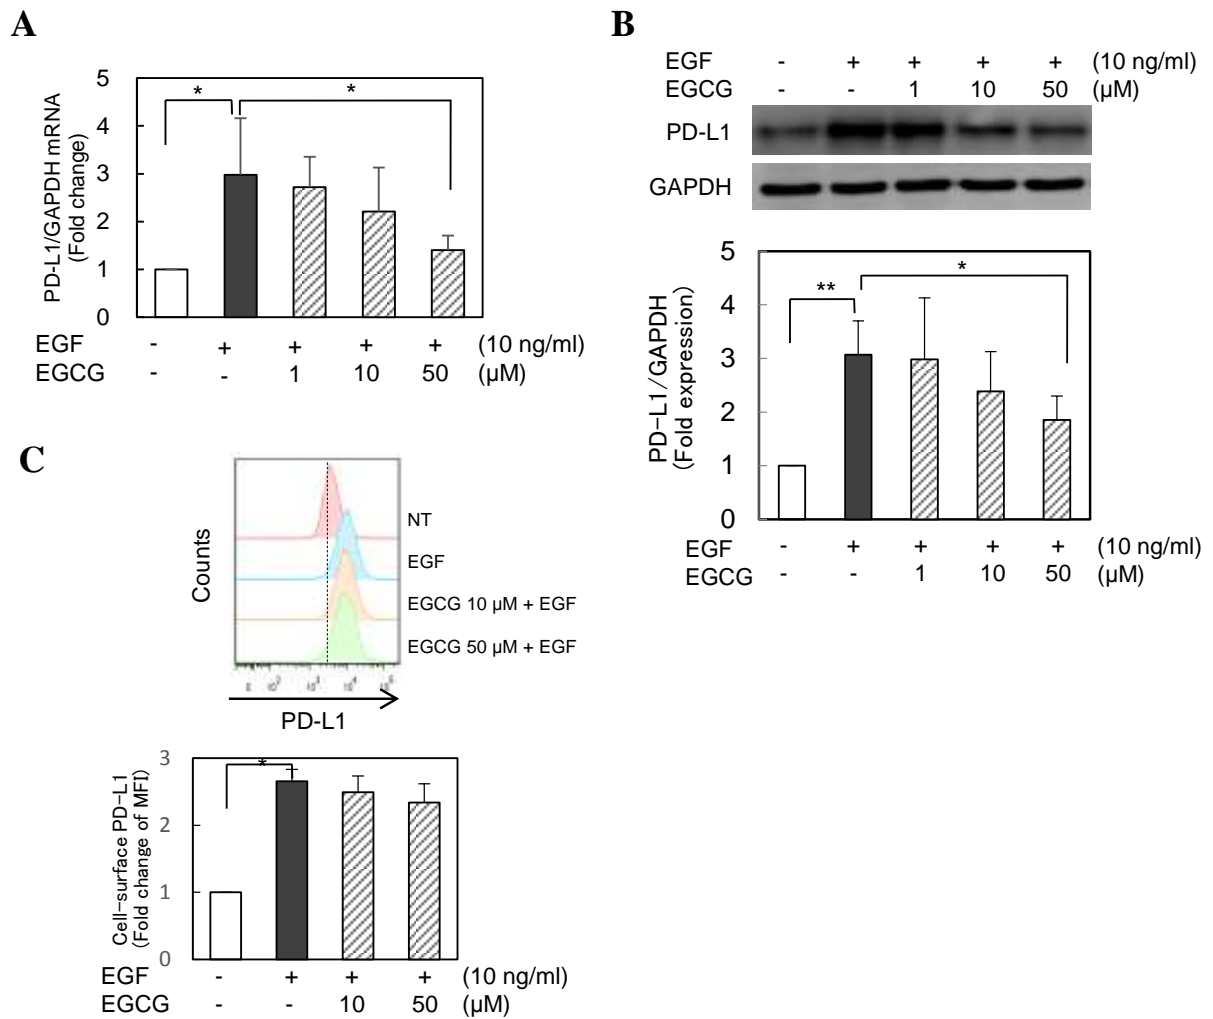 A
5
4
3
2
1
0
PD-L1/GAPDH mRNA
(Fold change)
*
*
EGF - + + + + (10 ng/ml)
EGCG - - 1 10 50 (μM)
B
EGF - + + + + (10 ng/ml)
EGCG - - 1 10 50 (μM)
PD-L1
GAPDH
5
4
3
2
1
0
PD-L1/GAPDH
(Fold expression)
**
*
EGF - + + + + (10 ng/ml)
EGCG - - 1 10 50 (μM)
C
Counts
NT
EGF
EGCG 10 μM + EGF
EGCG 50 μM + EGF
PD-L1
3
2
1
0
Cell-surface PD-L1
(Fold change of MFI)
*
EGF - + + + (10 ng/ml)
EGCG - - 10 50 (μM)